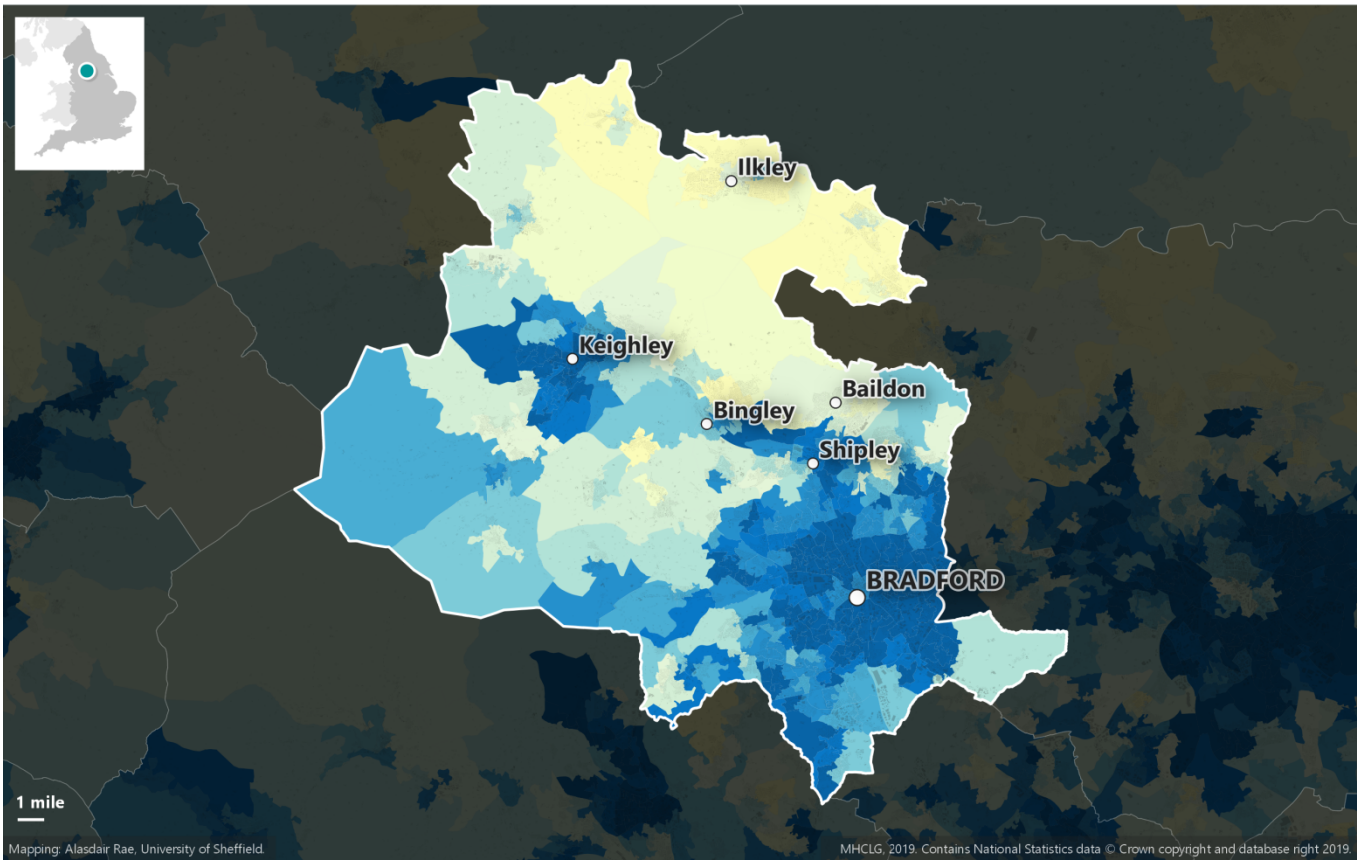 Ilkley
Keighley
Baildon
Bingley
Shipley
BRADFORD
1 mile
Mapping: Alasdair Rae, University of Sheffield.
MHCLG, 2019. Contains National Statistics data © Crown copyright and database right 2019.